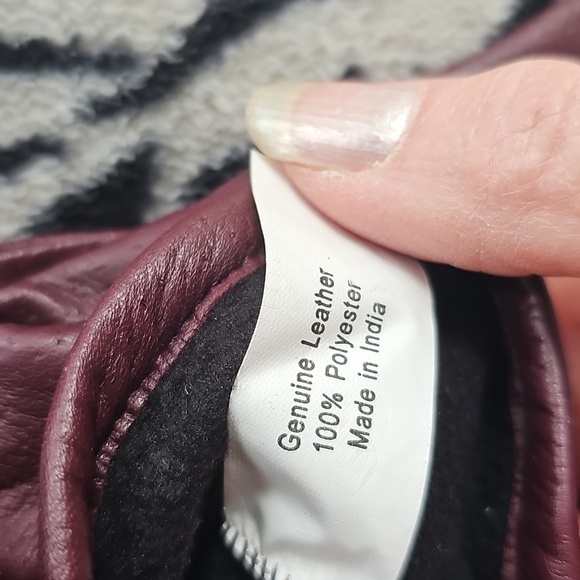 Genuine Leather
100% Polyester
Made in India